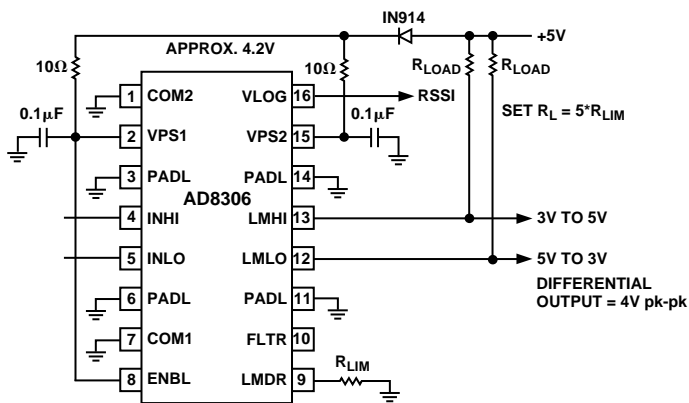 IN914
APPROX. 4.2V
+5V
10Ω
10Ω
RLOAD
RLOAD
1 COM2 VLOG 16 RSSI
0.1μF
0.1μF
SET RL = 5*RLIM
2 VPS1 VPS2 15
3 PADL PADL 14
AD8306
4 INHI LMHI 13 3V TO 5V
5 INLO LMLO 12 5V TO 3V
DIFFERENTIAL
OUTPUT = 4V pk-pk
6 PADL PADL 11
7 COM1 FLTR 10
RLIM
8 ENBL LMDR 9